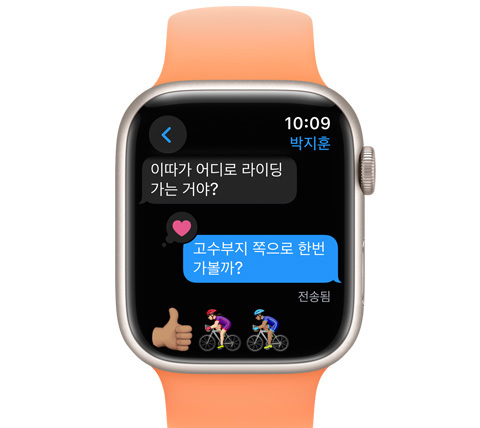 10:09
박지훈
이따가 어디로 라이딩
가는 거야?
고수부지 쪽으로 한번
가볼까?
전송됨